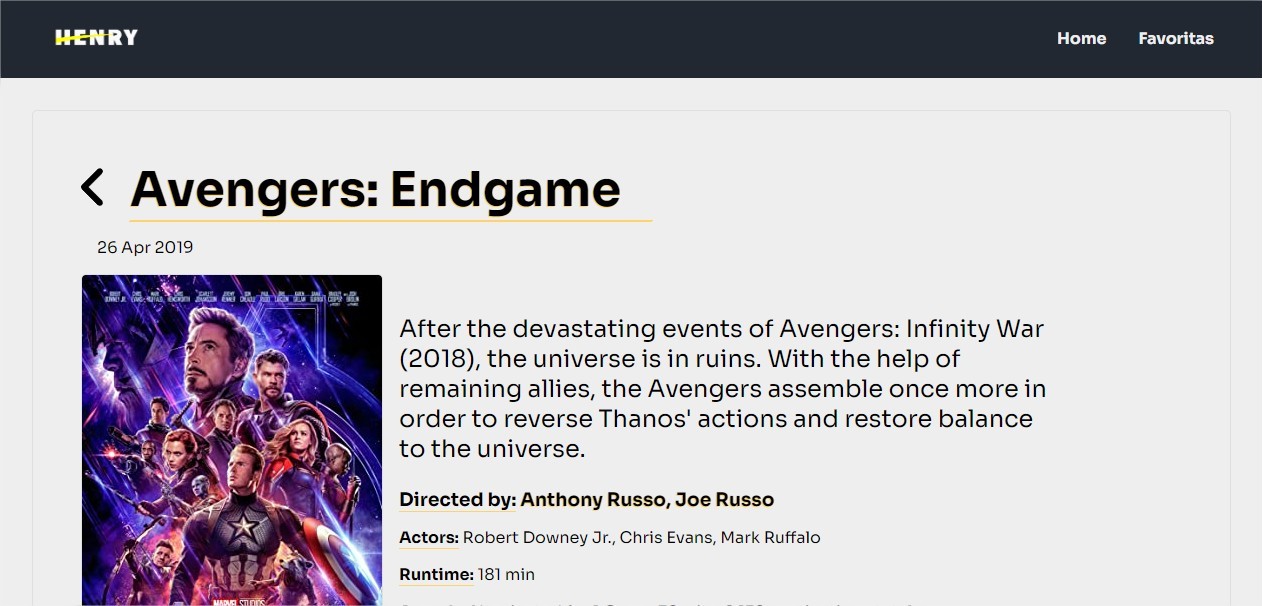 HENRY
Home Favoritas
Avengers: Endgame
26 Apr 2019
After the devastating events of Avengers: Infinity War
(2018), the universe is in ruins. With the help of
remaining allies, the Avengers assemble once more in
order to reverse Thanos' actions and restore balance
to the universe.
Directed by: Anthony Russo, Joe Russo
Actors: Robert Downey Jr., Chris Evans, Mark Ruffalo
Runtime: 181 min
MARVEL STUDIOS